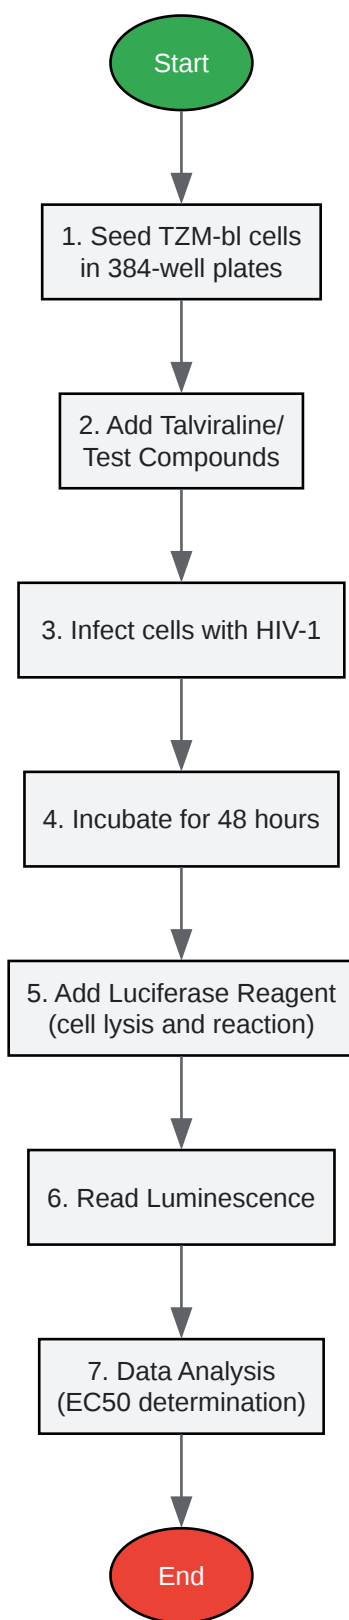 Start
1. Seed TZM-bl cells
in 384-well plates
2. Add Talviraline/
Test Compounds
3. Infect cells with HIV-1
4. Incubate for 48 hours
5. Add Luciferase Reagent
(cell lysis and reaction)
6. Read Luminescence
7. Data Analysis
(EC50 determination)
End